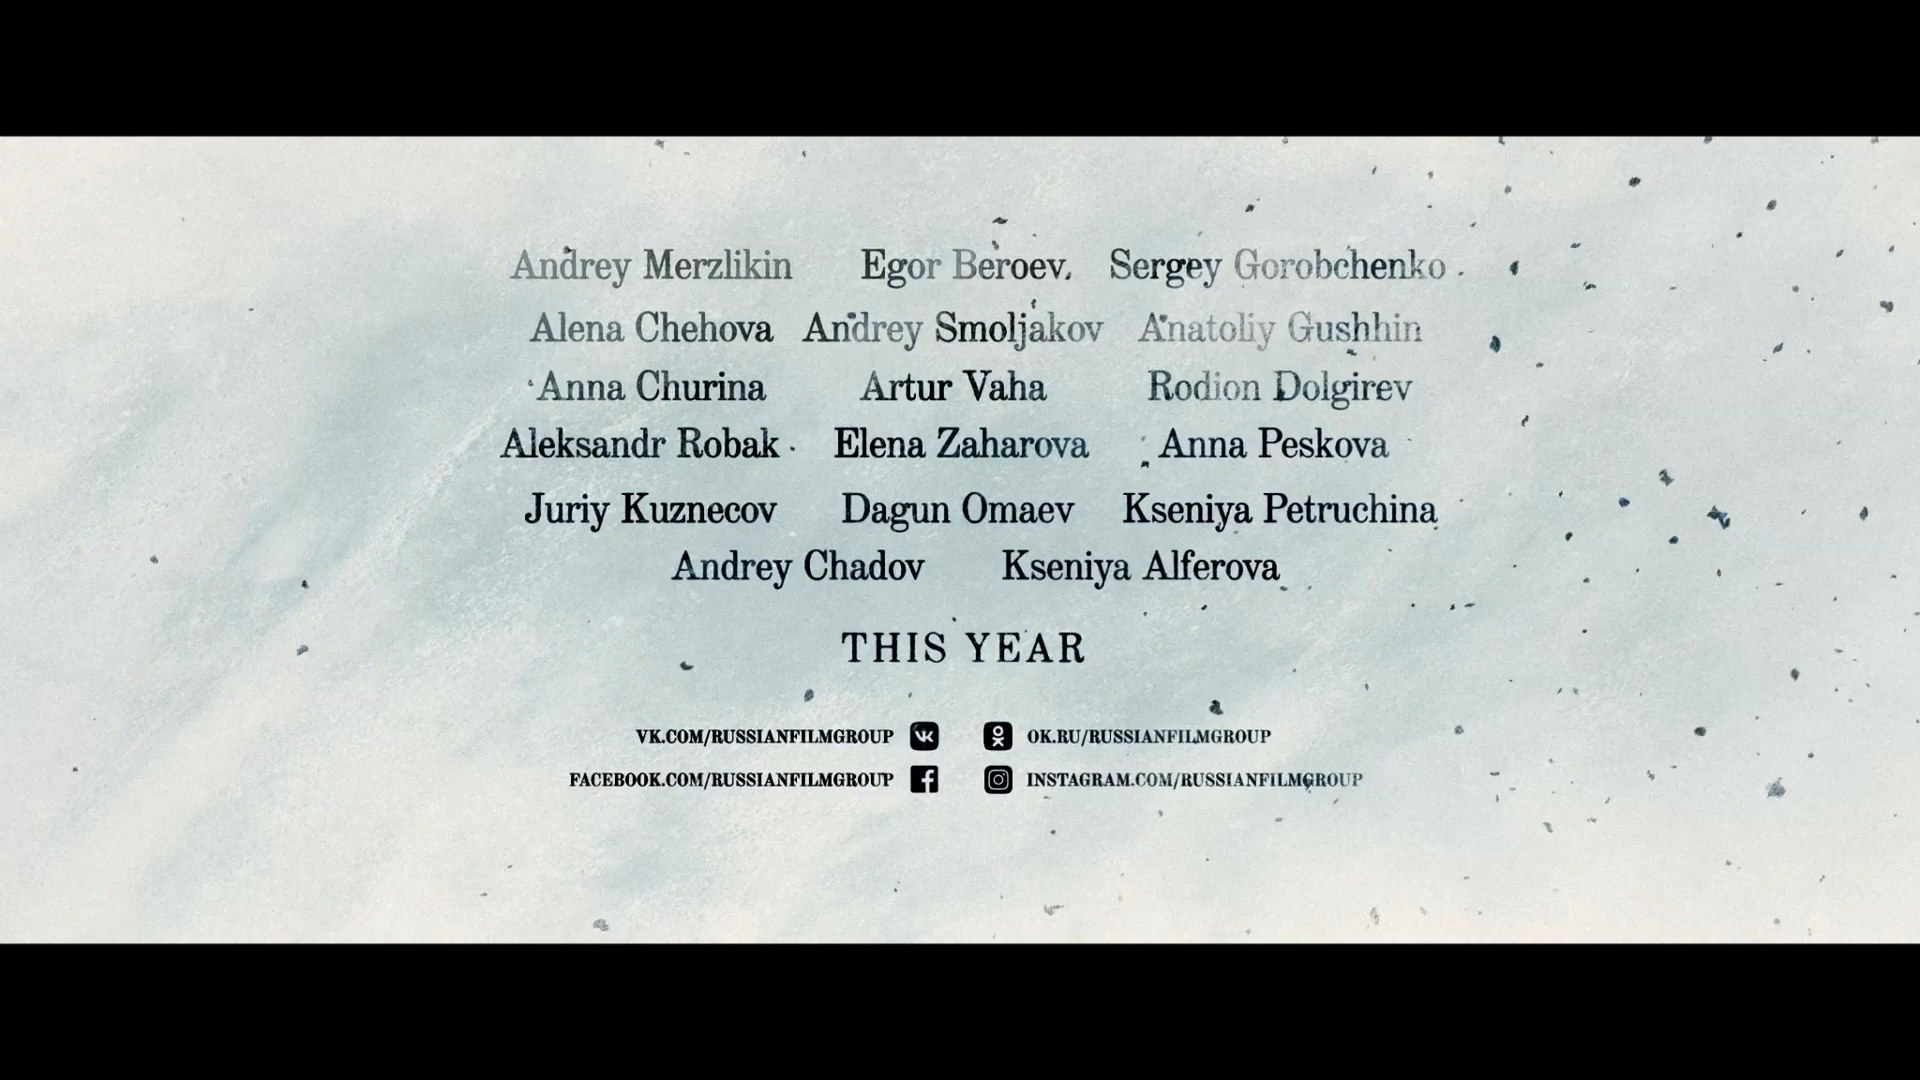 Andrey Merzlikin Egor Beroev Sergey Gorobchenko
Alena Chehova Andrey Smoljakov Anatoliy Gushhin
Anna Churina Artur Vaha Rodion Dolgirev
Aleksandr Robak Elena Zaharova Anna Peskova
Juriy Kuznecov Dagun Omaev Kseniya Petruchina
Andrey Chadov Kseniya Alferova
THIS YEAR
VK.COM/RUSSIANFILMGROUP OK.RU/RUSSIANFILMGROUP
FACEBOOK.COM/RUSSIANFILMGROUP INSTAGRAM.COM/RUSSIANFILMGROUP